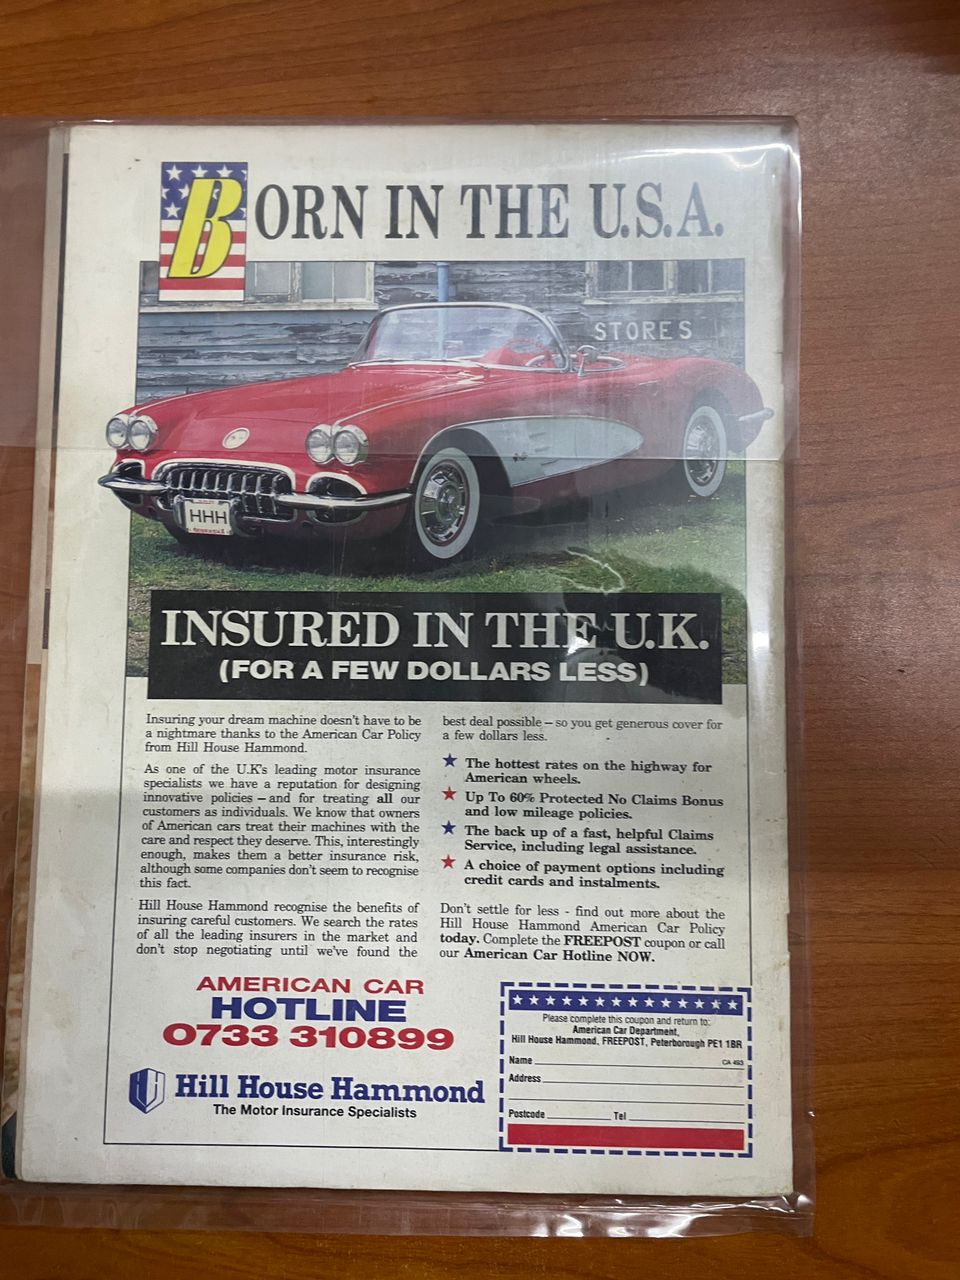 BORN IN THE U.S.A.
STORES
HHH
INSURED IN THE U.K.
(FOR A FEW DOLLARS LESS)
Insuring your dream machine doesn't have to be
a nightmare thanks to the American Car Policy
from Hill House Hammond.
As one of the U.K's leading motor insurance
specialists we have a reputation for designing
innovative policies – and for treating all our
customers as individuals. We know that owners
of American cars treat their machines with the
care and respect they deserve. This, interestingly
enough, makes them a better insurance risk,
although some companies don't seem to recognise
this fact.
Hill House Hammond recognise the benefits of
insuring careful customers. We search the rates
of all the leading insurers in the market and
don't stop negotiating until we've found the
best deal possible – so you get generous cover for
a few dollars less.
The hottest rates on the highway for
American wheels.
Up To 60% Protected No Claims Bonus
and low mileage policies.
The back up of a fast, helpful Claims
Service, including legal assistance.
A choice of payment options including
credit cards and instalments.
Don't settle for less - find out more about the
Hill House Hammond American Car Policy
today. Complete the FREEPOST coupon or call
our American Car Hotline NOW.
AMERICAN CAR
HOTLINE
0733 310899
Hill House Hammond
The Motor Insurance Specialists
Please complete this coupon and return to:
American Car Department,
Hill House Hammond, FREEPOST, Peterborough PE1 1BR
Name
CA 493
Address
Postcode Tel